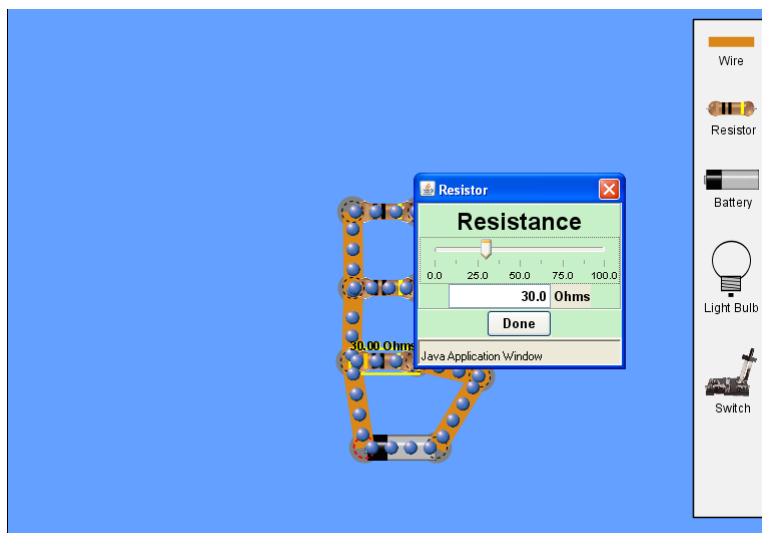 Wire
Resistor
Battery
Light Bulb
Switch
Resistor
Resistance
0.0 25.0 50.0 75.0 100.0
30.0 Ohms
Done
Java Application Window
30.00 Ohms